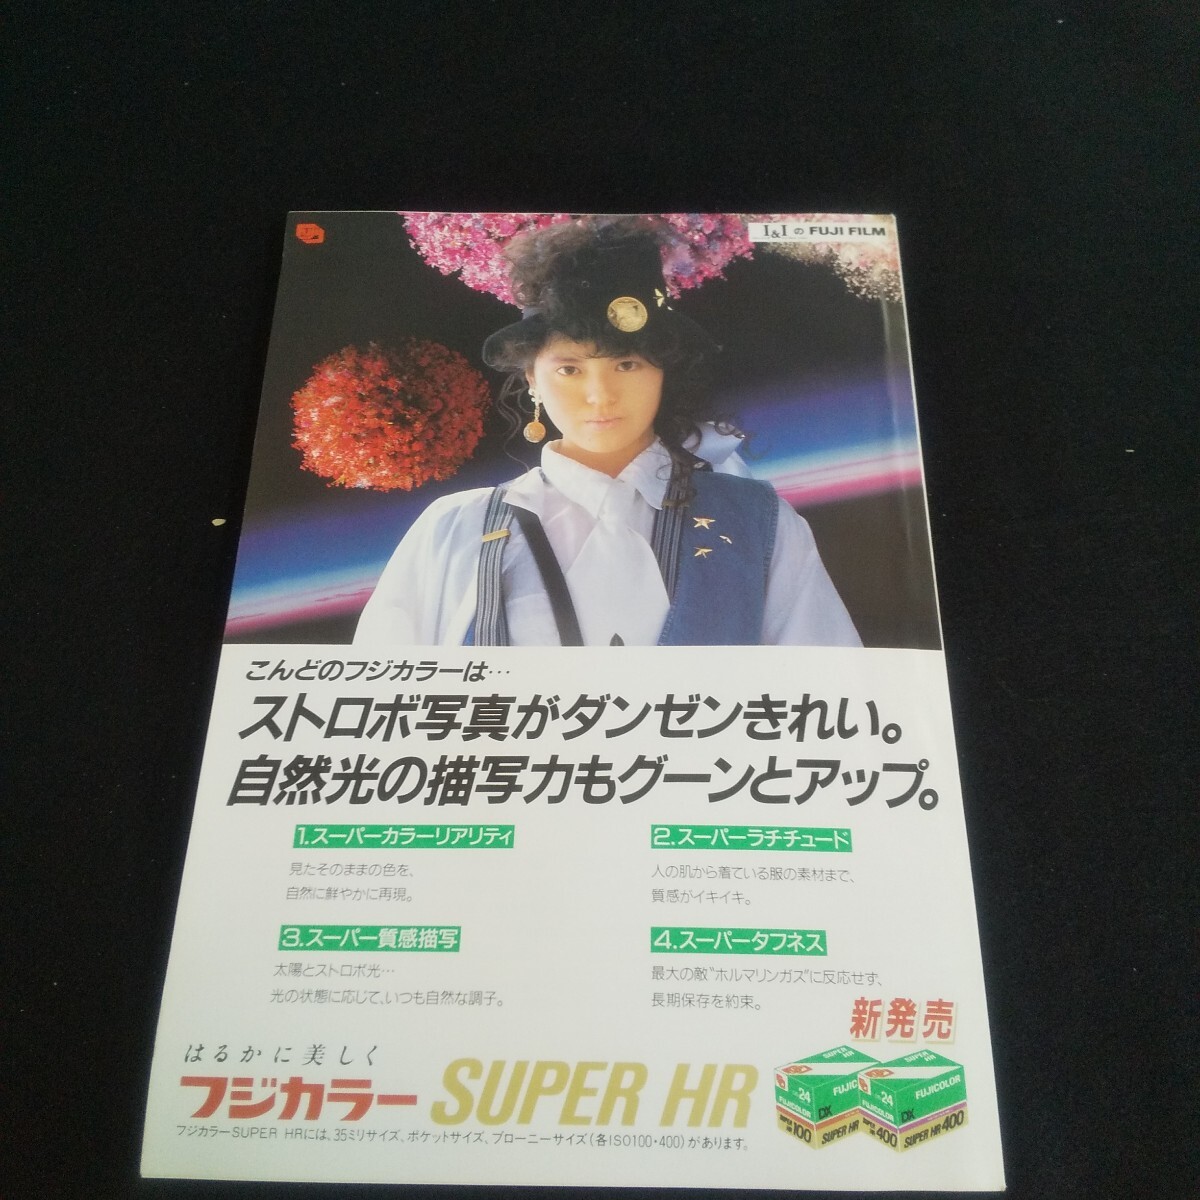 I&I の FUJI FILM
こんどのフジカラーは…
ストロボ写真がダンゼンきれい。
自然光の描写力もグーンとアップ。
1.スーパーカラーリアリティ
見たそのままの色を、
自然に鮮やかに再現。
2.スーパーラチチュード
人の肌から着ている服の素材まで、
質感がイキイキ。
3.スーパー質感描写
太陽とストロボ光…
光の状態に応じて、いつも自然な調子。
4.スーパータフネス
最大の敵"ホルマリンガス"に反応せず、
長期保存を約束。
新発売
はるかに美しく
フジカラー SUPER HR
フジカラーSUPER HRには、35ミリサイズ、ポケットサイズ、ブローニーサイズ(各ISO100・400)があります。
24
FUJICOLOR
DX
SUPER HR 100
24
FUJICOLOR
DX
SUPER HR 400